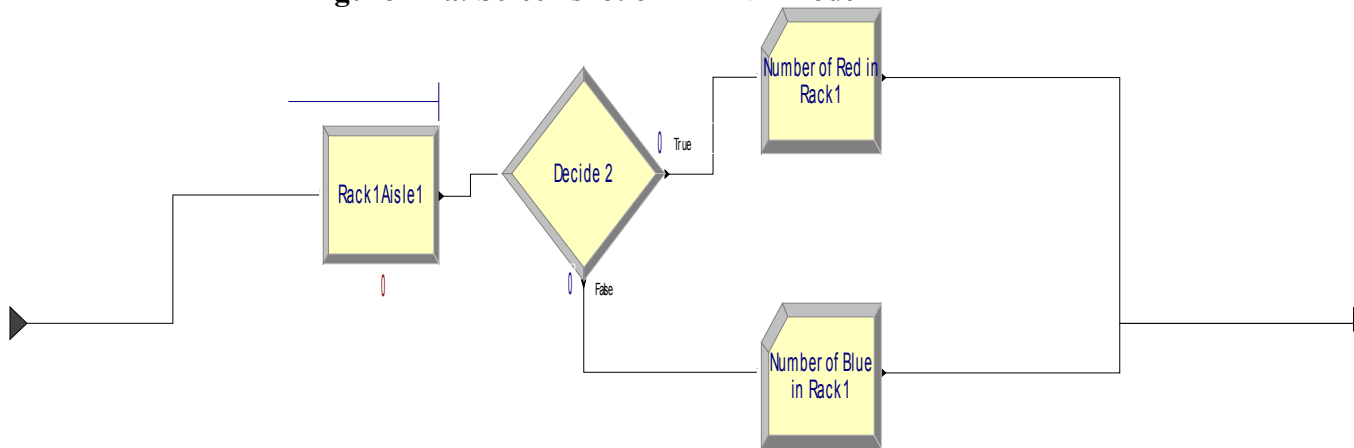 Rack1Aisle1
0
Decide 2
0 True
0 False
Number of Red in
Rack1
Number of Blue
in Rack1